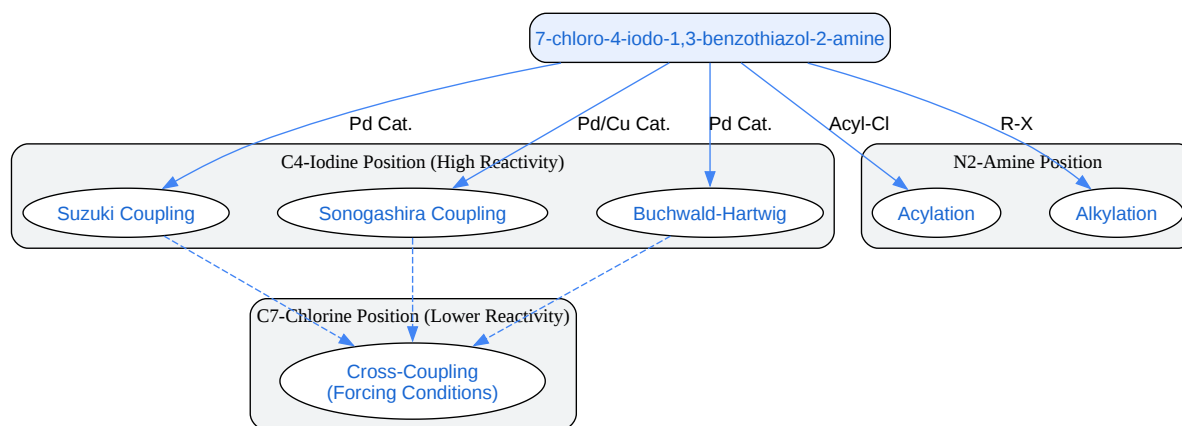 7-chloro-4-iodo-1,3-benzothiazol-2-amine
Pd Cat.
Pd/Cu Cat.
Pd Cat.
Acyl-Cl
R-X
C4-Iodine Position (High Reactivity)
N2-Amine Position
Suzuki Coupling
Sonogashira Coupling
Buchwald-Hartwig
Acylation
Alkylation
C7-Chlorine Position (Lower Reactivity)
Cross-Coupling
(Forcing Conditions)